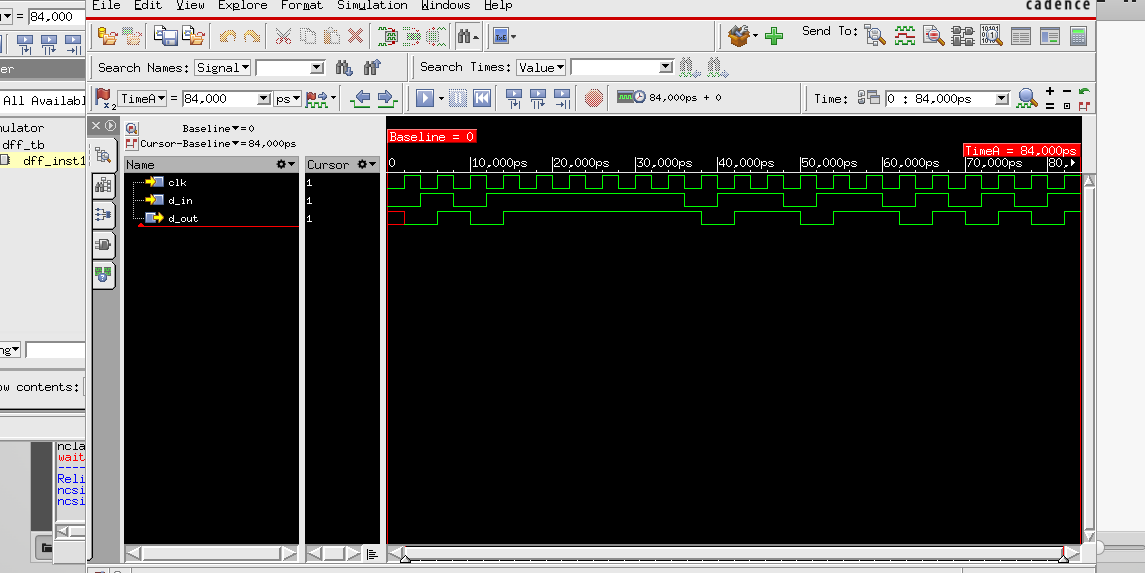 File Edit View Explore Format Simulation Windows Help
cadence
= 84,000
Send To:
Search Names: Signal
Search Times: Value
er
All Availabl
TimeA = 84,000 ps
84,000ps + 0
Time: 0 : 84,000ps
mulator
dff_tb
dff_inst1
Baseline = 0
Cursor-Baseline = 84,000ps
Baseline = 0
TimeA = 84,000ps
Name
Cursor
0 10,000ps 20,000ps 30,000ps 40,000ps 50,000ps 60,000ps 70,000ps 80,
clk 1
d_in 1
d_out 1
ng
ow contents:
ncla
wait
-----
Reli
ncsi
ncsi